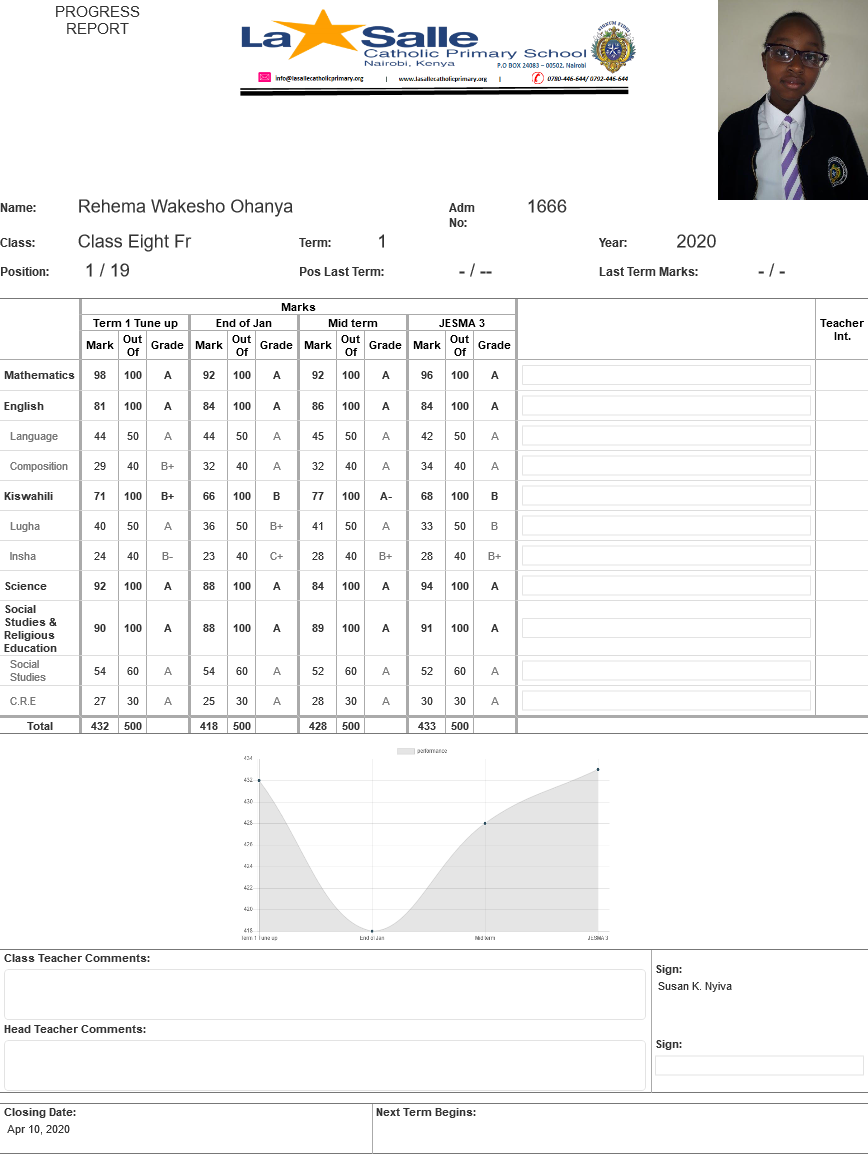 PROGRESS
REPORT
La Salle
Catholic Primary School
Nairobi, Kenya
P.O BOX 24083 – 00502, Nairobi
info@lasallecatholicprimary.org | www.lasallecatholicprimary.org | 0780-446-644/ 0792-446-644
Name: Rehema Wakesho Ohanya Adm No: 1666
Class: Class Eight Fr Term: 1 Year: 2020
Position: 1 / 19 Pos Last Term: - / -- Last Term Marks: - / -
Marks
Term 1 Tune up End of Jan Mid term JESMA 3 Teacher Int.
Mark Out Of Grade Mark Out Of Grade Mark Out Of Grade Mark Out Of Grade
Mathematics 98 100 A 92 100 A 92 100 A 96 100 A
English 81 100 A 84 100 A 86 100 A 84 100 A
Language 44 50 A 44 50 A 45 50 A 42 50 A
Composition 29 40 B+ 32 40 A 32 40 A 34 40 A
Kiswahili 71 100 B+ 66 100 B 77 100 A- 68 100 B
Lugha 40 50 A 36 50 B+ 41 50 A 33 50 B
Insha 24 40 B- 23 40 C+ 28 40 B+ 28 40 B+
Science 92 100 A 88 100 A 84 100 A 94 100 A
Social Studies & Religious Education 90 100 A 88 100 A 89 100 A 91 100 A
Social Studies 54 60 A 54 60 A 52 60 A 52 60 A
C.R.E 27 30 A 25 30 A 28 30 A 30 30 A
Total 432 500 418 500 428 500 433 500
performance
434
432
430
428
426
424
422
420
418
Term 1 Tune up End of Jan Mid term JESMA 3
Class Teacher Comments:
Sign:
Susan K. Nyiva
Head Teacher Comments:
Sign:
Closing Date: Next Term Begins:
Apr 10, 2020